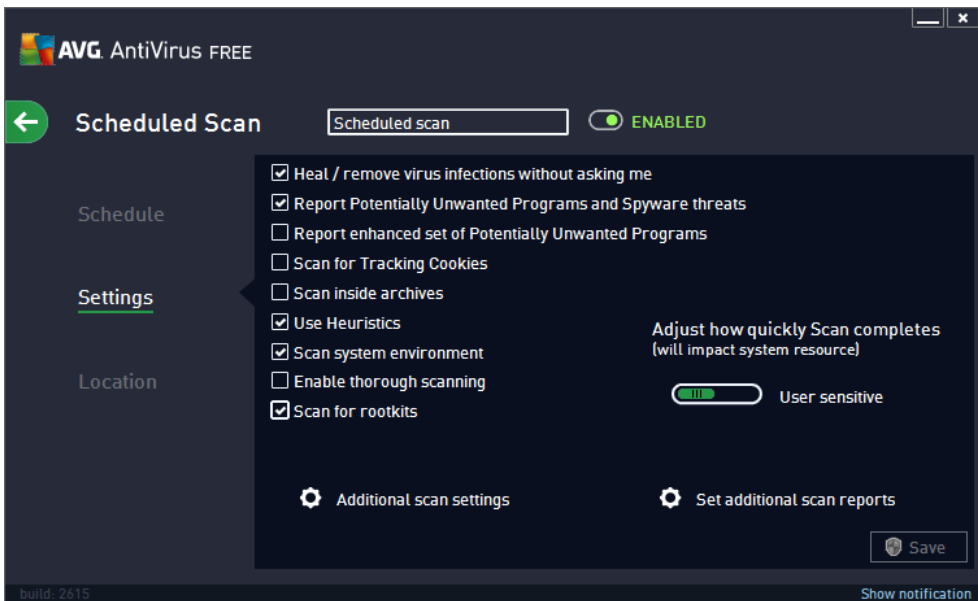 AVG. AntiVirus FREE
Scheduled Scan
Scheduled scan
ENABLED
Schedule
Settings
Location
Heal / remove virus infections without asking me
Report Potentially Unwanted Programs and Spyware threats
Report enhanced set of Potentially Unwanted Programs
Scan for Tracking Cookies
Scan inside archives
Use Heuristics
Scan system environment
Enable thorough scanning
Scan for rootkits
Adjust how quickly Scan completes
(will impact system resource)
User sensitive
Additional scan settings
Set additional scan reports
Save
build: 2615
Show notification